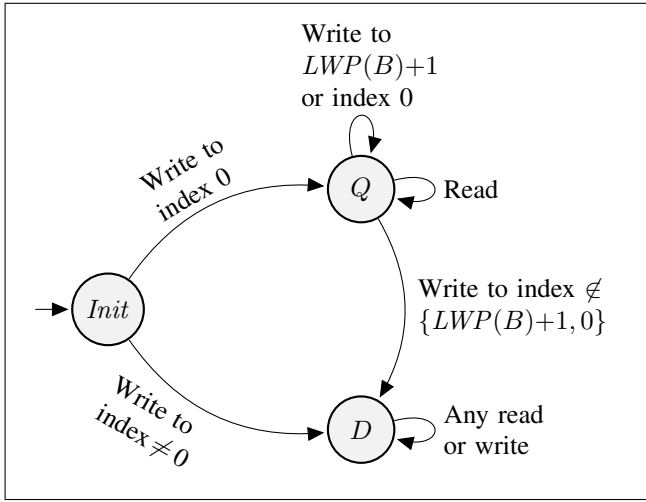 Write to
LWP(B)+1
or index 0
Write to
index 0
Q
Read
Init
Write to index ∉
{LWP(B)+1, 0}
Write to
index≠0
D
Any read
or write